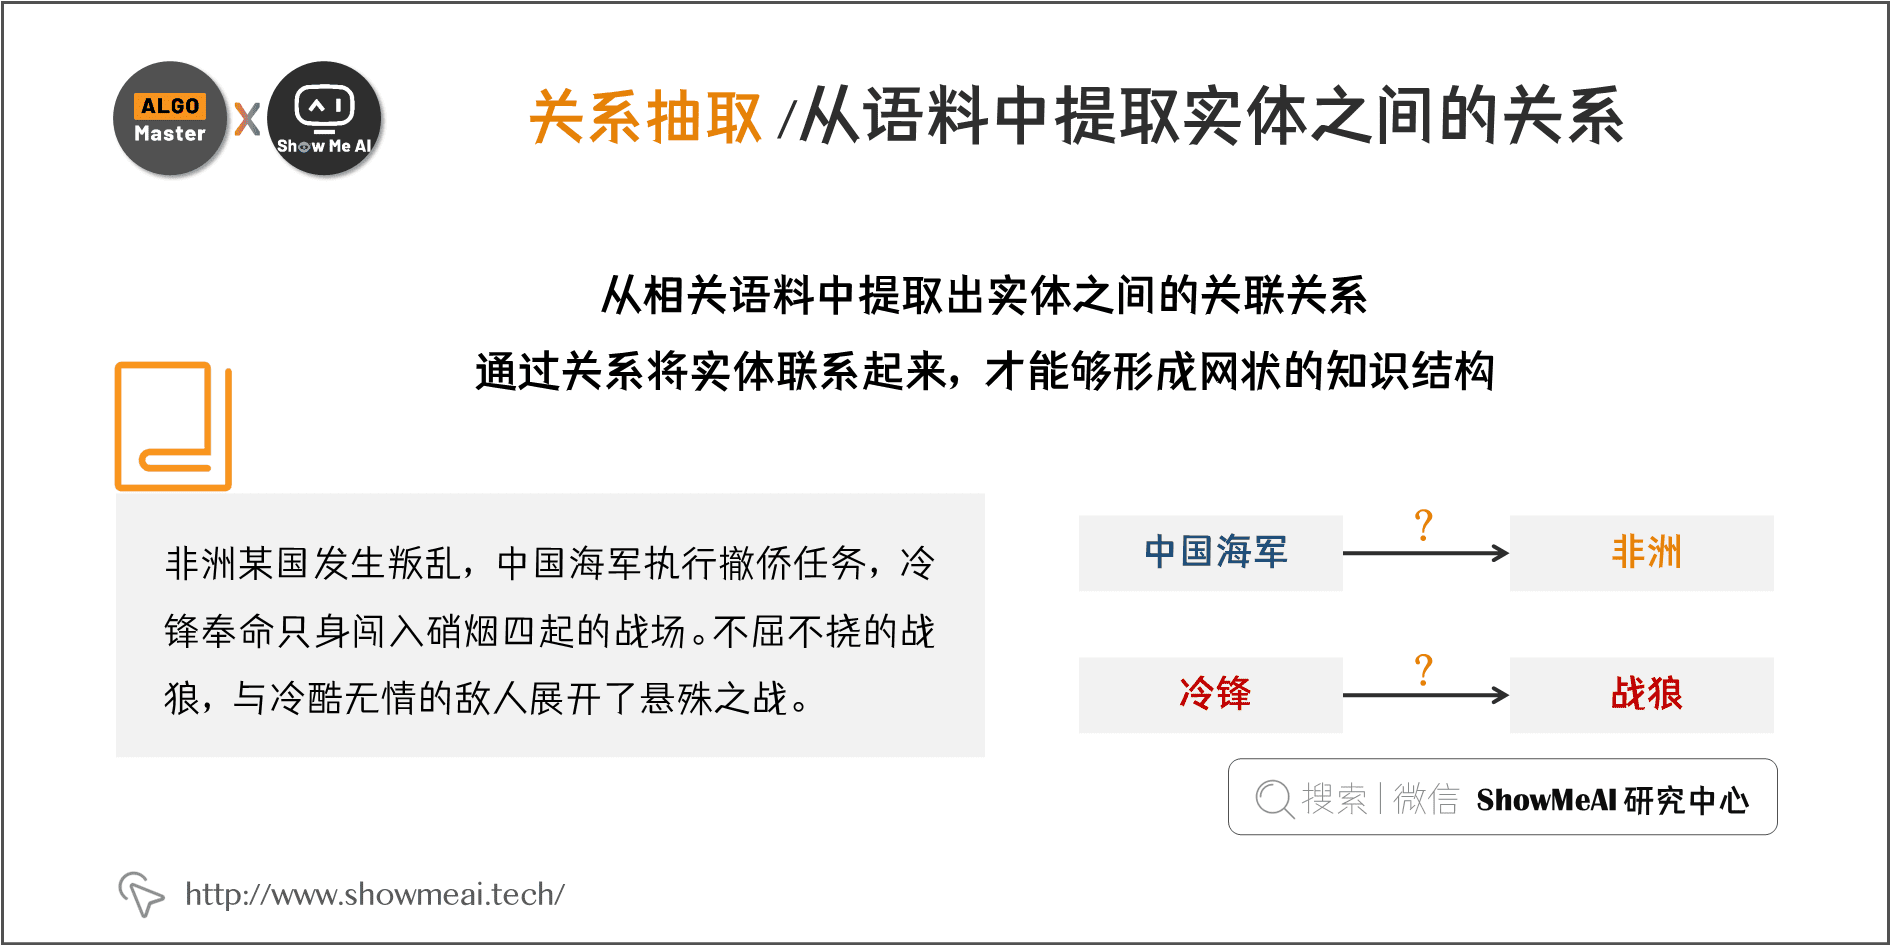 ALGO
Master
X
Show Me AI
关系抽取 /从语料中提取实体之间的关系
从相关语料中提取出实体之间的关联关系
通过关系将实体联系起来，才能够形成网状的知识结构
非洲某国发生叛乱，中国海军执行撤侨任务，冷
锋奉命只身闯入硝烟四起的战场。不屈不挠的战
狼，与冷酷无情的敌人展开了悬殊之战。
中国海军
?
非洲
冷锋
?
战狼
搜索|微信 ShowMeAI 研究中心
http://www.showmeai.tech/